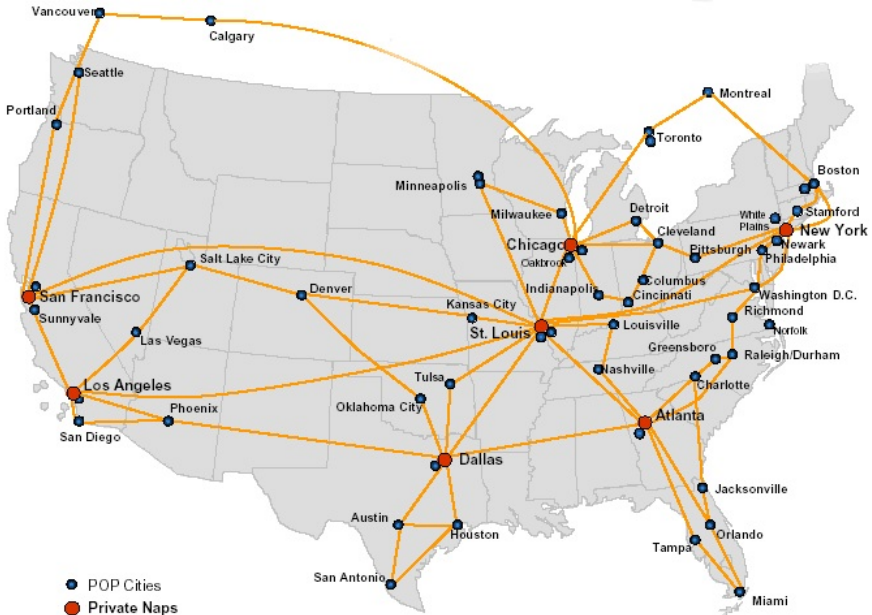 Vancouver
Calgary
Seattle
Portland
Montreal
Toronto
Minneapolis
Boston
Milwaukee
Detroit
White
Plains
Stamford
Chicago
Oakbrook
Cleveland
New York
Newark
Pittsburgh
Philadelphia
Salt Lake City
Columbus
Indianapolis
Cincinnati
Denver
San Francisco
Washington D.C.
Kansas City
Richmond
Sunnyvale
St. Louis
Louisville
Norfolk
Las Vegas
Greensboro
Raleigh/Durham
Nashville
Tulsa
Charlotte
Los Angeles
Oklahoma City
Phoenix
Atlanta
San Diego
Dallas
Jacksonville
Austin
Houston
Orlando
Tampa
San Antonio
POP Cities
Miami
Private Naps